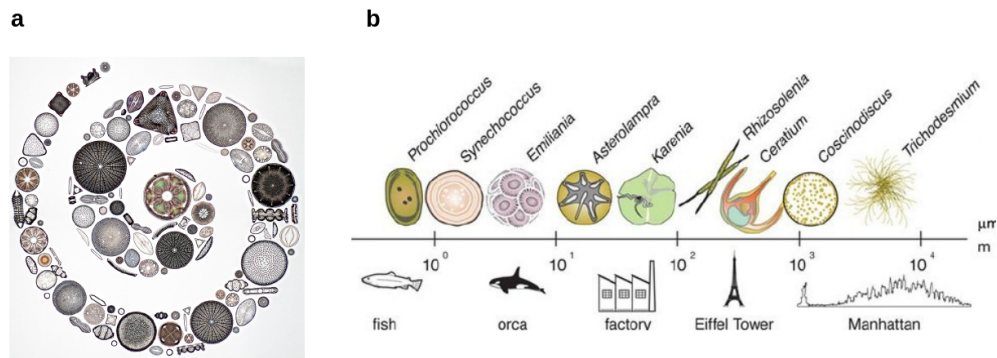 a
b
Prochlorococcus
Synechococcus
Emiliania
Asterolampra
Karenia
Rhizosolenia
Ceratium
Coscinodiscus
Trichodesmium
μm
m
10⁰
10¹
10²
10³
10⁴
fish
orca
factory
Eiffel Tower
Manhattan